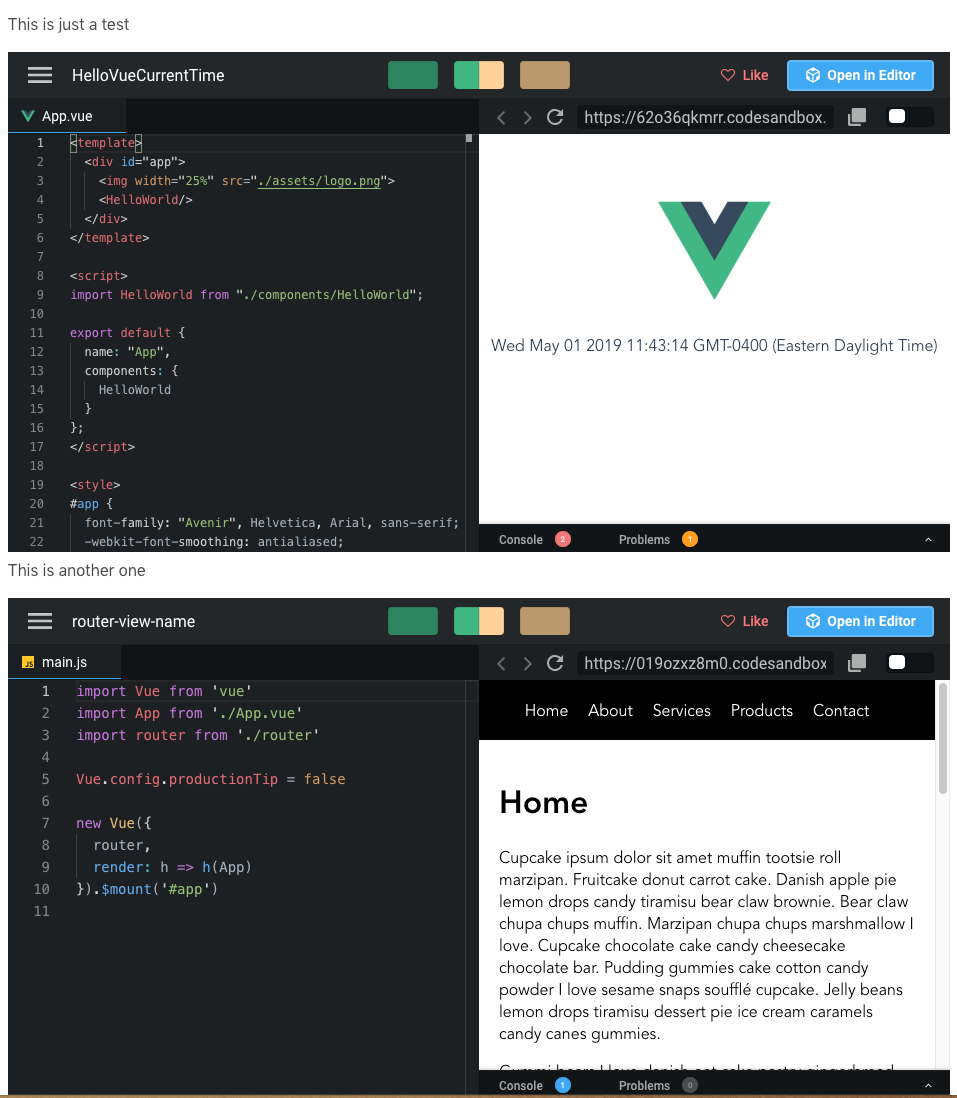 This is just a test
HelloVueCurrentTime
Like
Open in Editor
App.vue
https://62o36qkmrr.codesandbox.
1 <template>
2 <div id="app">
3 <img width="25%" src="./assets/logo.png">
4 <HelloWorld/>
5 </div>
6 </template>
7
8 <script>
9 import HelloWorld from "./components/HelloWorld";
10
11 export default {
12 name: "App",
13 components: {
14 HelloWorld
15 }
16 };
17 </script>
18
19 <style>
20 #app {
21 font-family: "Avenir", Helvetica, Arial, sans-serif;
22 -webkit-font-smoothing: antialiased;
Wed May 01 2019 11:43:14 GMT-0400 (Eastern Daylight Time)
Console 2 Problems 1
This is another one
router-view-name
Like
Open in Editor
JS main.js
https://019ozxz8m0.codesandbox
1 import Vue from 'vue'
2 import App from './App.vue'
3 import router from './router'
4
5 Vue.config.productionTip = false
6
7 new Vue({
8 router,
9 render: h => h(App)
10 }).$mount('#app')
11
Home About Services Products Contact
Home
Cupcake ipsum dolor sit amet muffin tootsie roll
marzipan. Fruitcake donut carrot cake. Danish apple pie
lemon drops candy tiramisu bear claw brownie. Bear claw
chupa chups muffin. Marzipan chupa chups marshmallow I
love. Cupcake chocolate cake candy cheesecake
chocolate bar. Pudding gummies cake cotton candy
powder I love sesame snaps soufflé cupcake. Jelly beans
lemon drops tiramisu dessert pie ice cream caramels
candy canes gummies.
Console 1 Problems 0